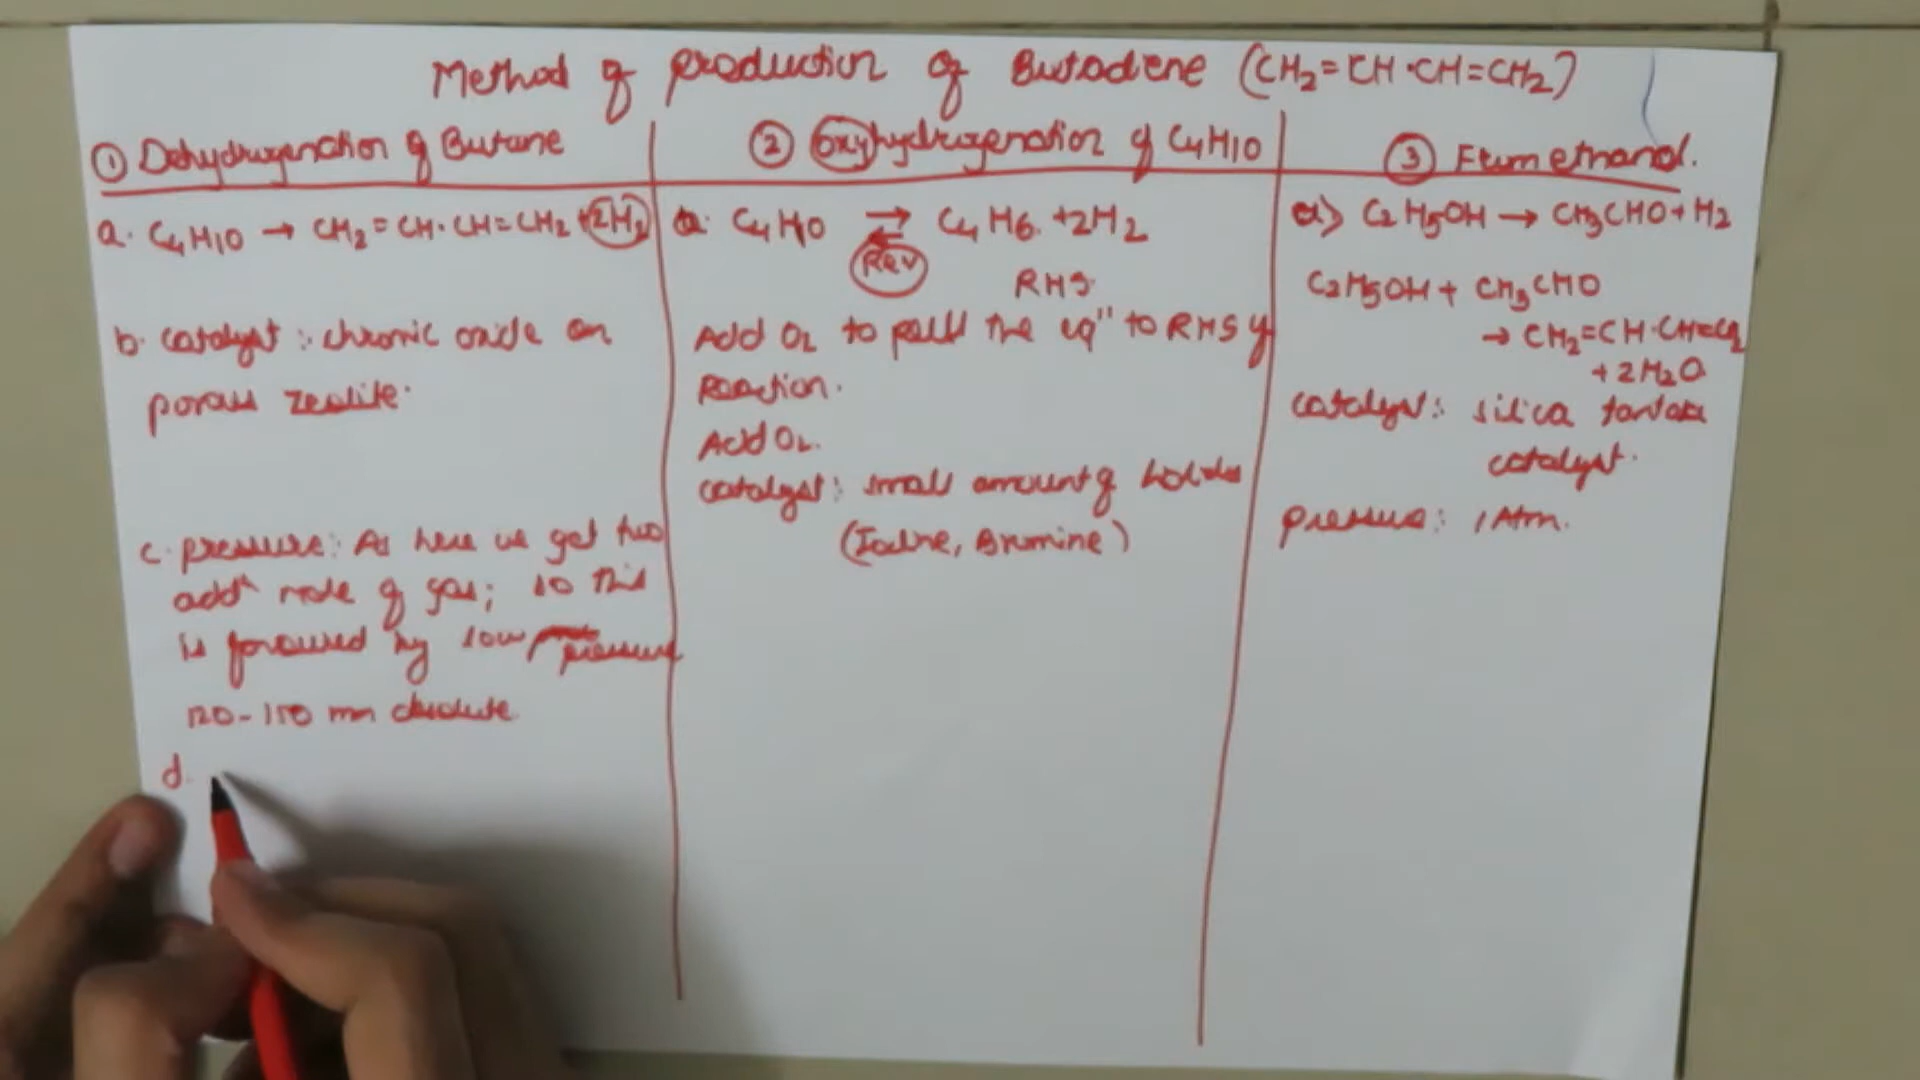 Method of production of Butadiene (CH2=CH·CH=CH2)
① Dehydrogenation of Butane
a. C4H10 → CH2=CH·CH=CH2 +2H2
b. catalyst : chromic oxide on
porous zeolite.
c. pressure: As here we get two
addn mole of gas; so this
is favoured by low pressure
120-150 mm absolute
d.
② Oxyhydrogenation of C4H10
a. C4H10 ⇄ C4H6 +2H2
Rev
RHS
Add O2 to pull the eqn to RHS of
Reaction.
Add O2.
catalyst: small amount of
(Iodine, Bromine)
③ From ethanol.
a) C2H5OH → CH3CHO+H2
C2H5OH + CH3CHO
→ CH2=CH·CH=CH2
+ 2H2O
catalyst: silica
catalyst.
pressure: 1 Atm.